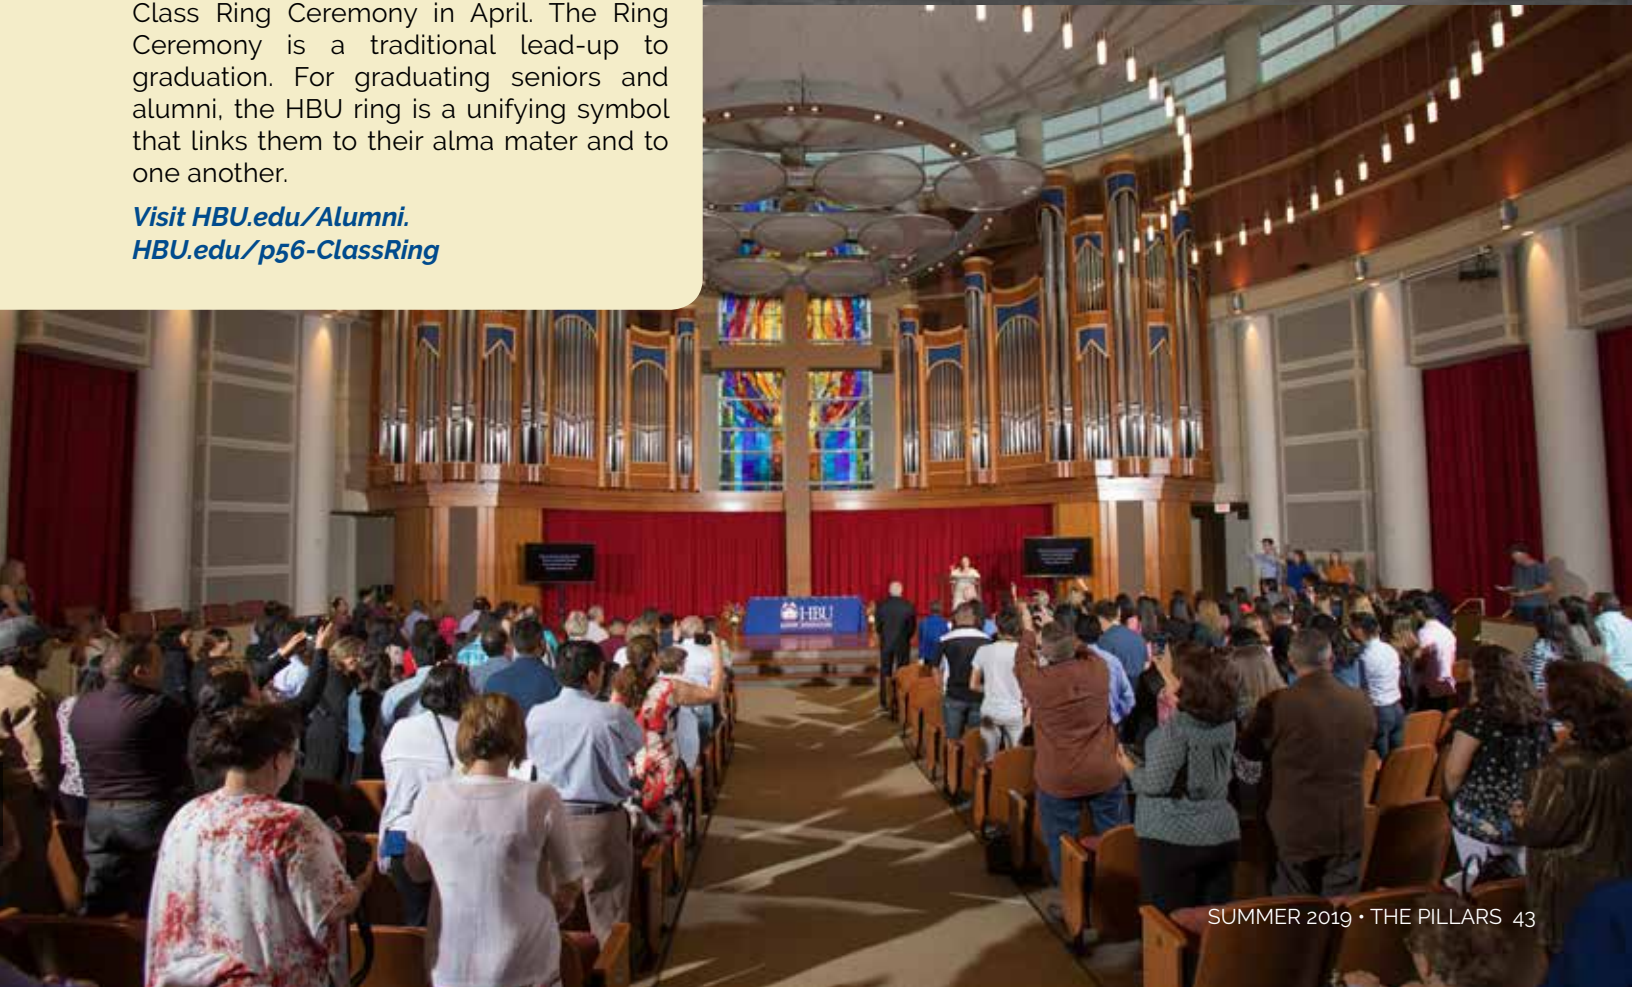 Class Ring Ceremony in April. The Ring
Ceremony is a traditional lead-up to
graduation. For graduating seniors and
alumni, the HBU ring is a unifying symbol
that links them to their alma mater and to
one another.
Visit HBU.edu/Alumni.
HBU.edu/p56-ClassRing
HBU
SUMMER 2019 • THE PILLARS 43